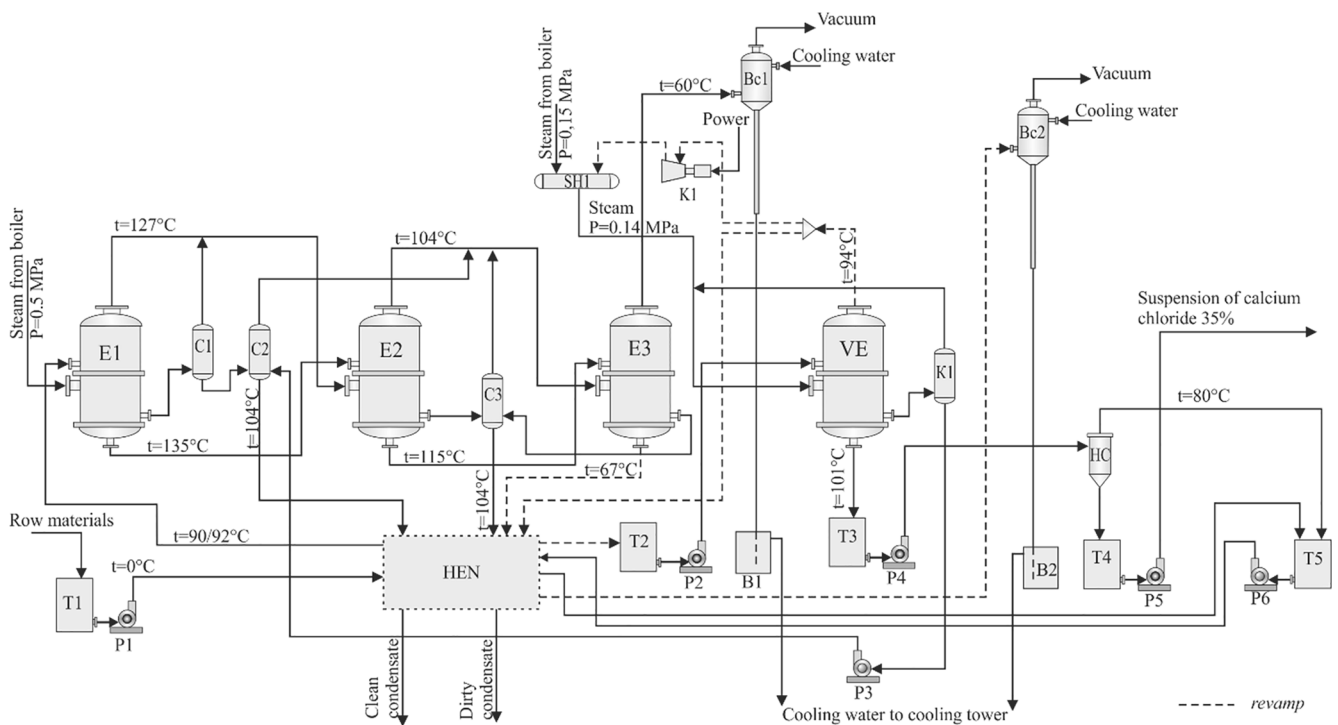 Vacuum
Cooling water
Bc1
t=60°C
Power
Steam from boiler
P=0,15 MPa
SH1
K1
Steam
P=0.14 MPa
Vacuum
Cooling water
Bc2
Steam from boiler
P=0.5 MPa
t=127°C
t=104°C
t=94°C
E1
C1
C2
E2
C3
E3
VE
K1
Suspension of calcium
chloride 35%
t=80°C
HC
t=104°C
t=135°C
t=115°C
t=67°C
t=104°C
t=101°C
Row materials
t=90/92°C
t=0°C
T1
P1
HEN
T2
P2
B1
T3
P4
T4
P5
B2
P6
T5
P3
Clean
condensate
Dirty
condensate
Cooling water to cooling tower
revamp